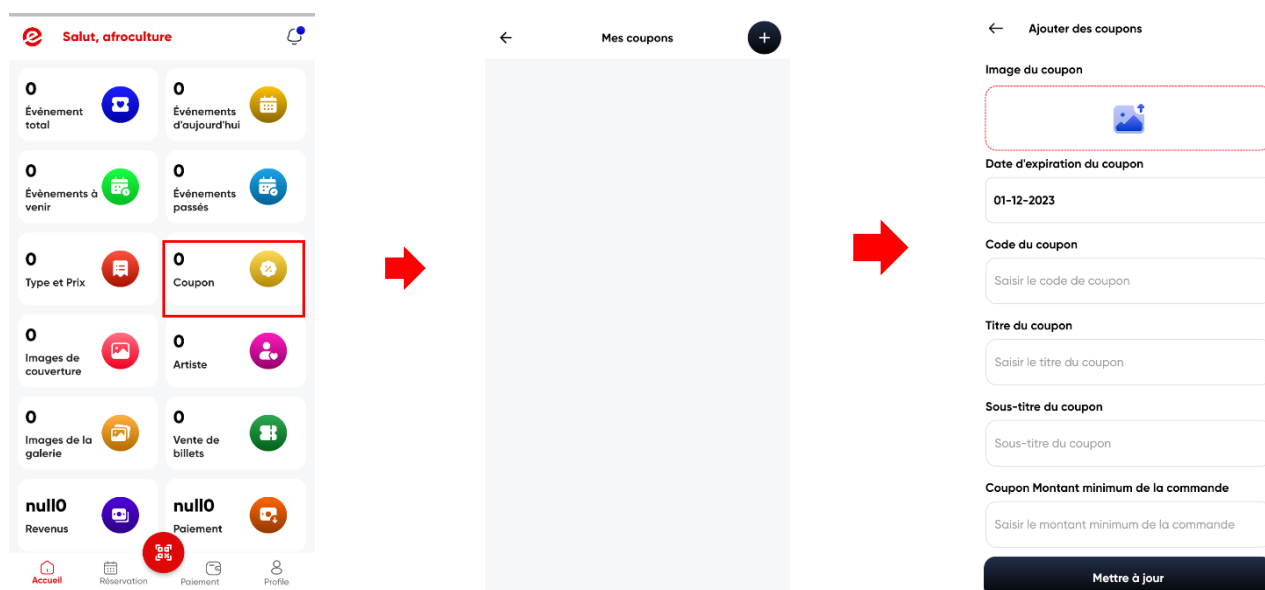 Salut, afroculture
0
Événement
total
0
Événements
d'aujourd'hui
0
Évènements à
venir
0
Événements
passés
0
Type et Prix
0
Coupon
0
Images de
couverture
0
Artiste
0
Images de la
galerie
0
Vente de
billets
null0
Revenus
null0
Paiement
Accueil
Réservation
Paiement
Profile
Mes coupons
Ajouter des coupons
Image du coupon
Date d'expiration du coupon
01-12-2023
Code du coupon
Saisir le code de coupon
Titre du coupon
Saisir le titre du coupon
Sous-titre du coupon
Sous-titre du coupon
Coupon Montant minimum de la commande
Saisir le montant minimum de la commande
Mettre à jour